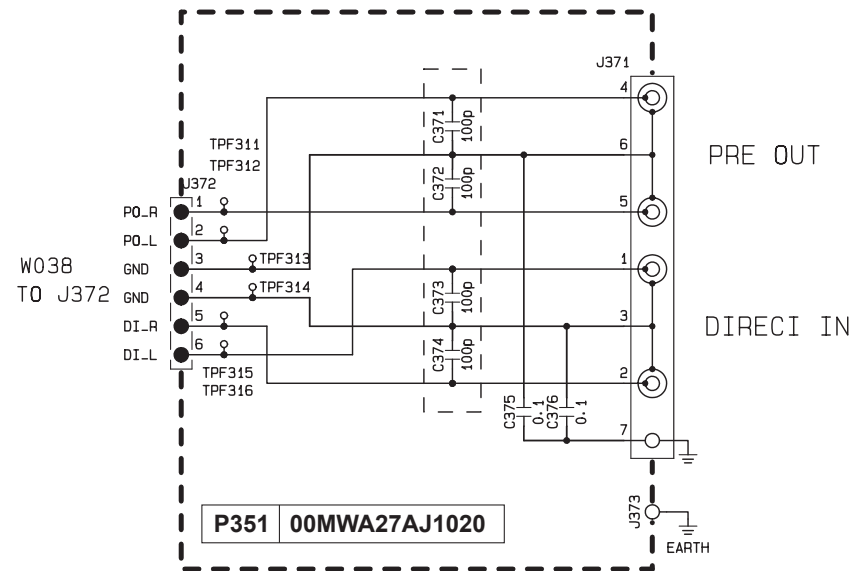 J371
4
C371
100p
TPF311
6
PRE OUT
TPF312
C372
100p
J372
PO_R
1
5
PO_L
2
W038
GND
3
TPF313
1
TO J372
GND
4
TPF314
C373
100p
DI_R
5
3
DIRECI IN
DI_L
6
C374
100p
TPF315
2
TPF316
C375
0.1
C376
0.1
7
P351
00MWA27AJ1020
J373
EARTH